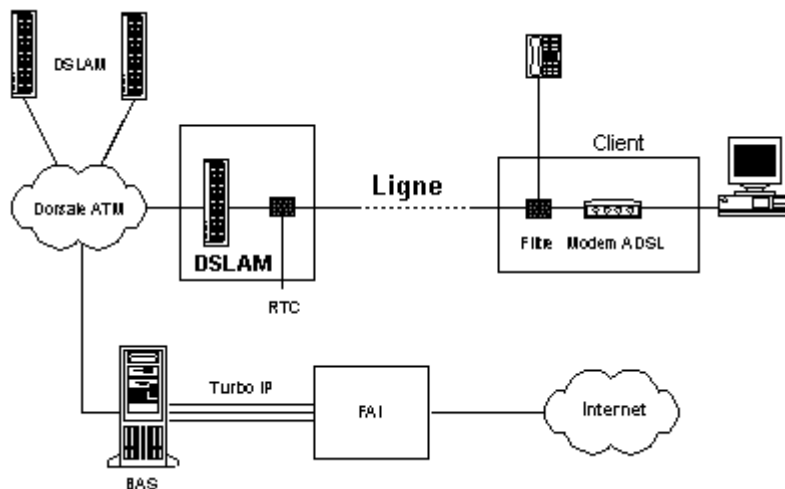 DSLAM
Client
Ligne
Dorsale ATM
Filtre Modem ADSL
DSLAM
RTC
Turbo IP
FAI
Internet
BAS